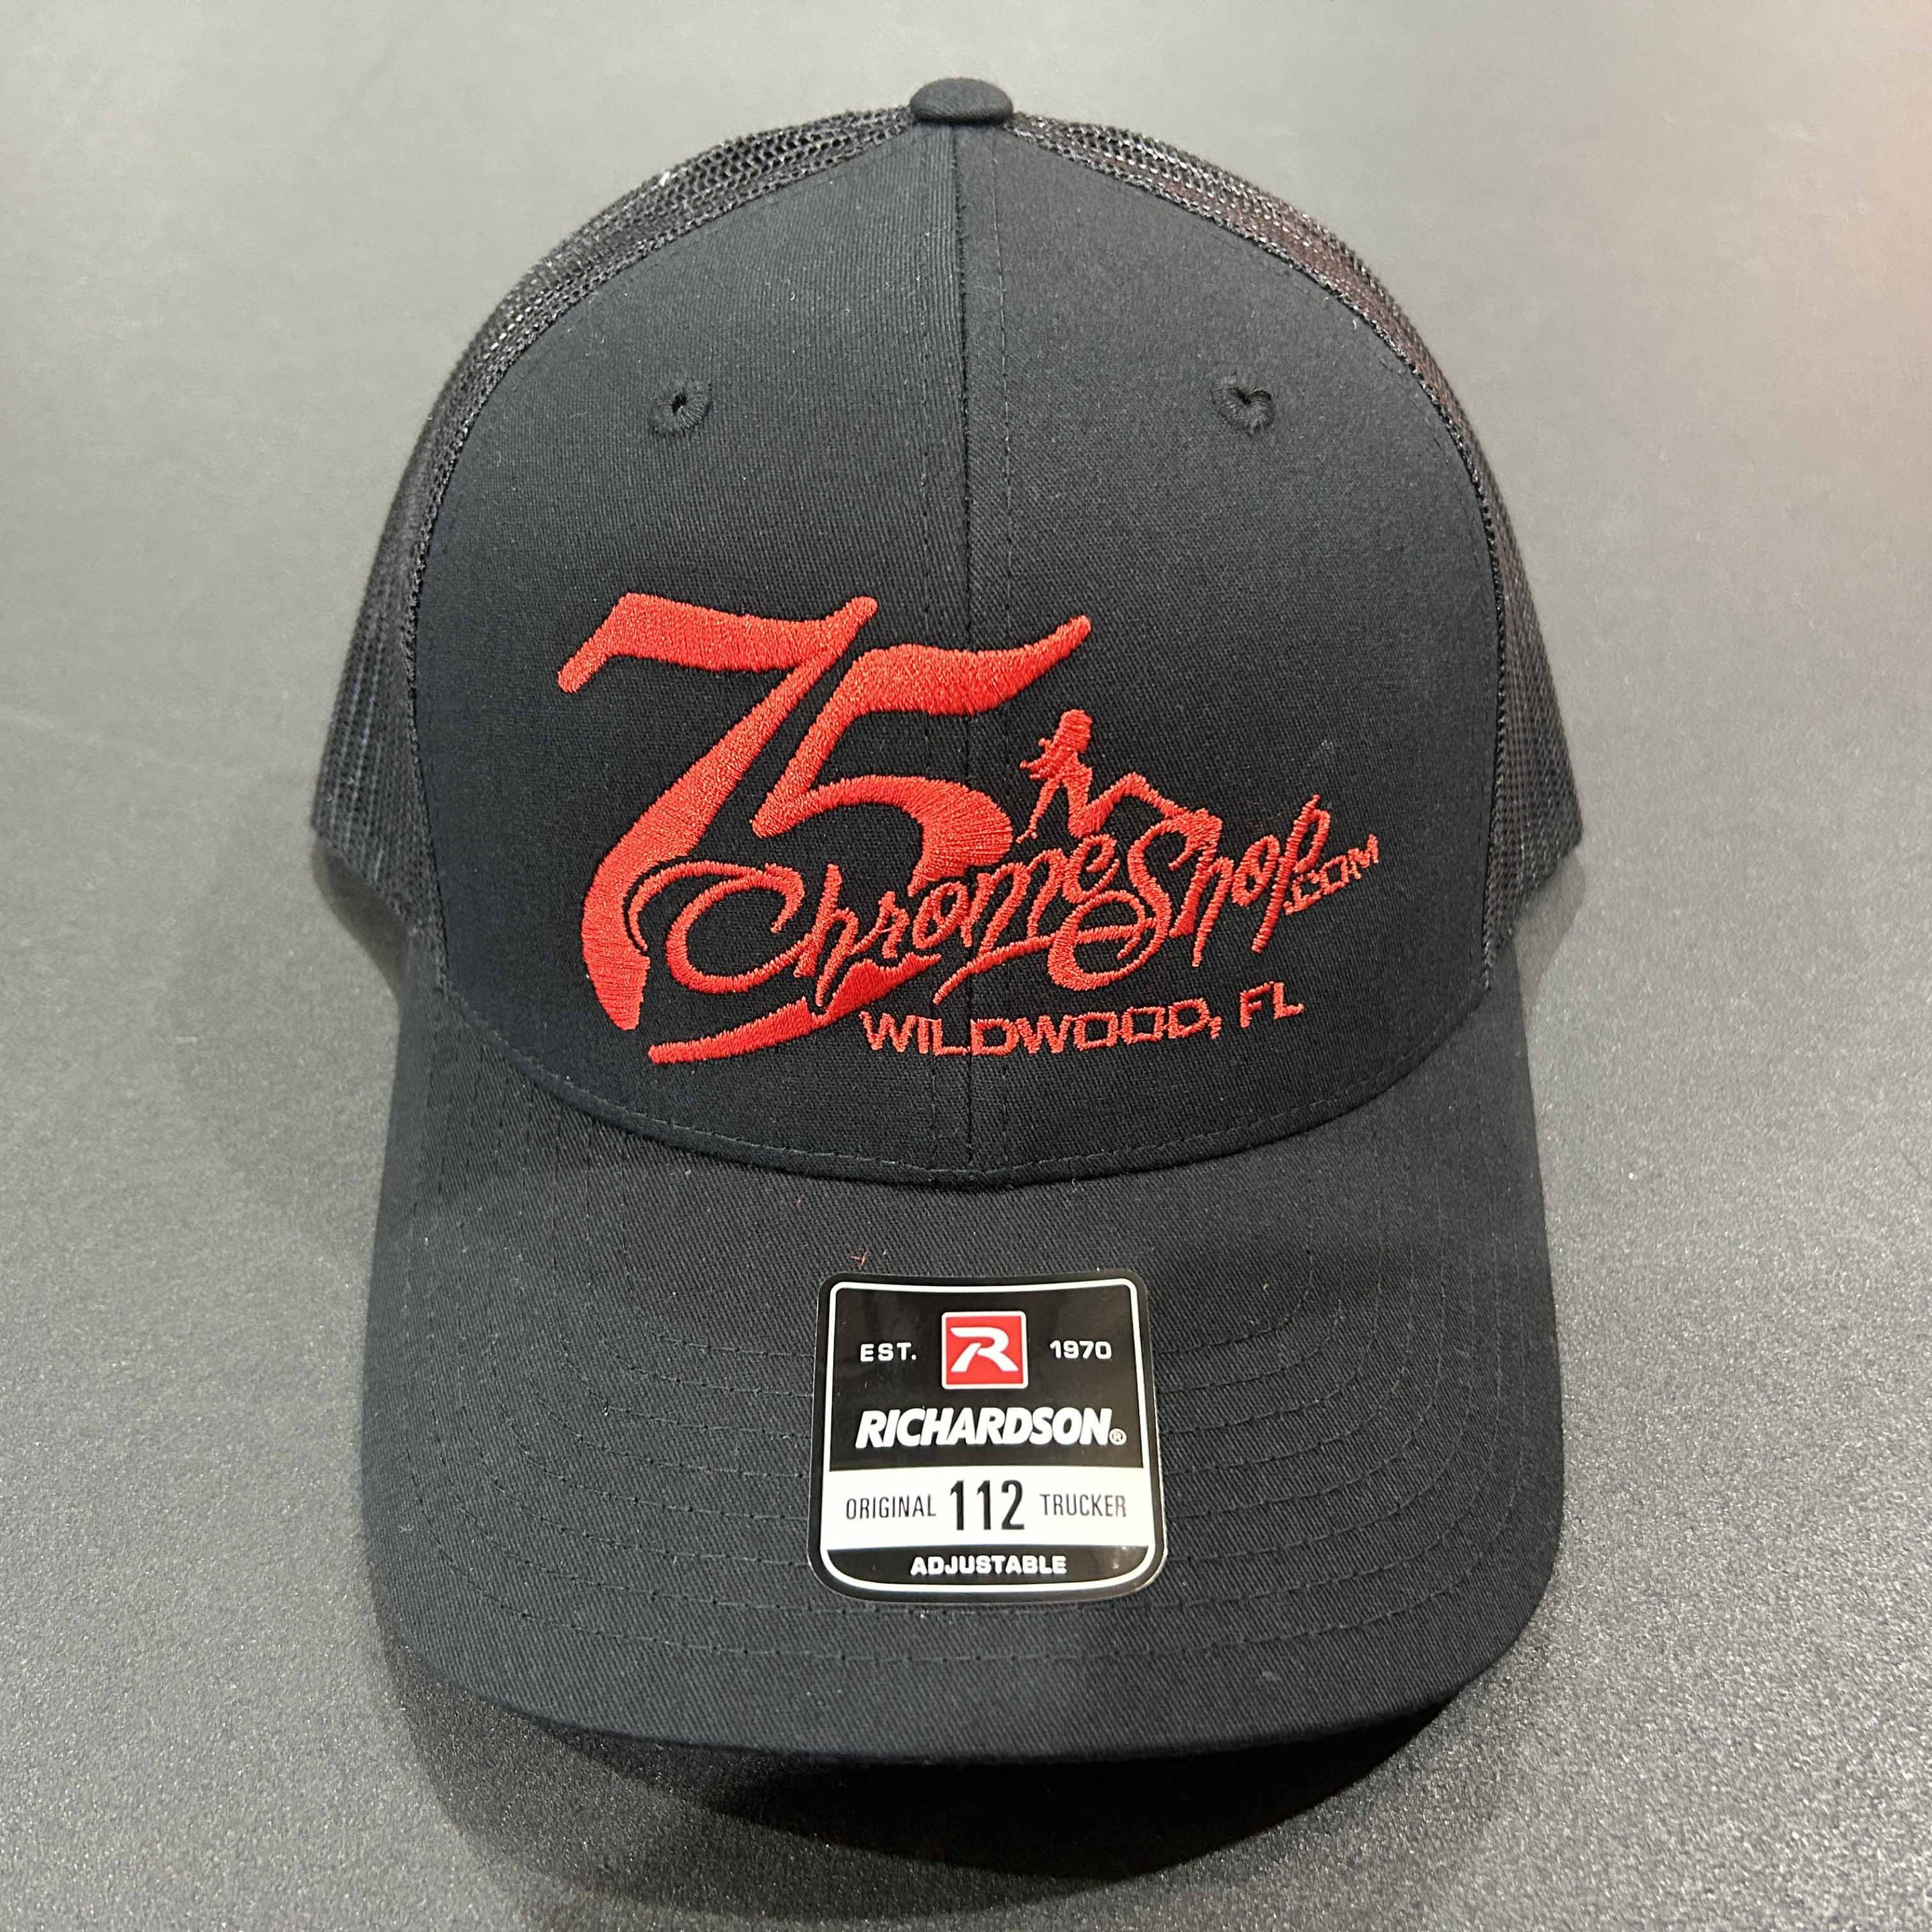 75
ChromeShop.com
WILDWOOD, FL
EST. R 1970
RICHARDSON®
ORIGINAL 112 TRUCKER
ADJUSTABLE